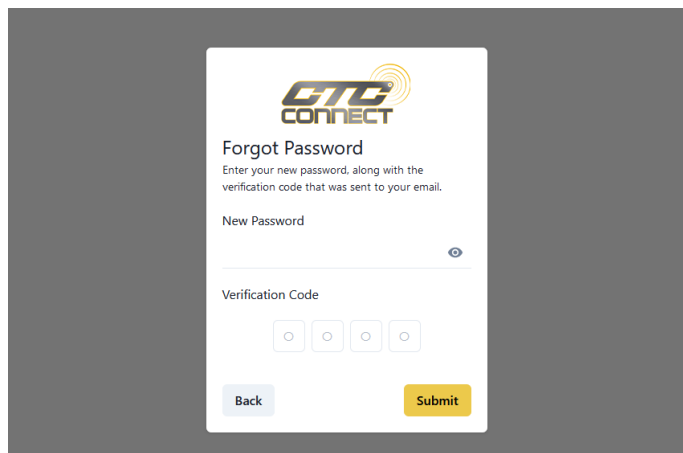 CTC
CONNECT
Forgot Password
Enter your new password, along with the
verification code that was sent to your email.
New Password
Verification Code
Back
Submit